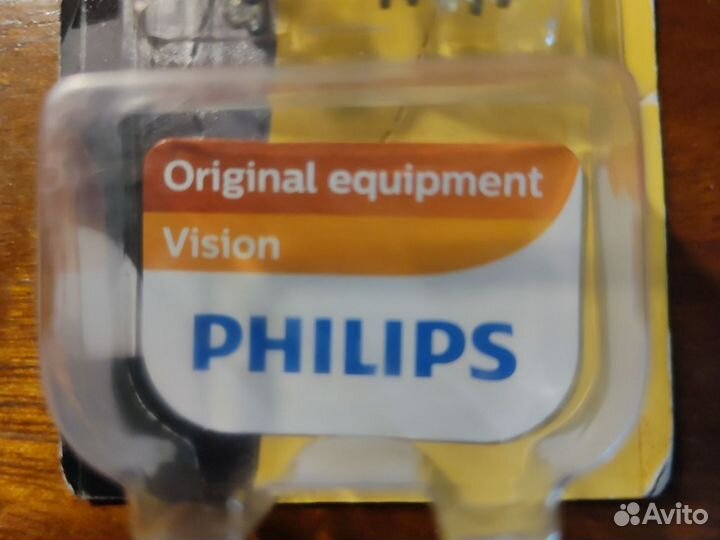 Original equipment
Vision
PHILIPS
Avito